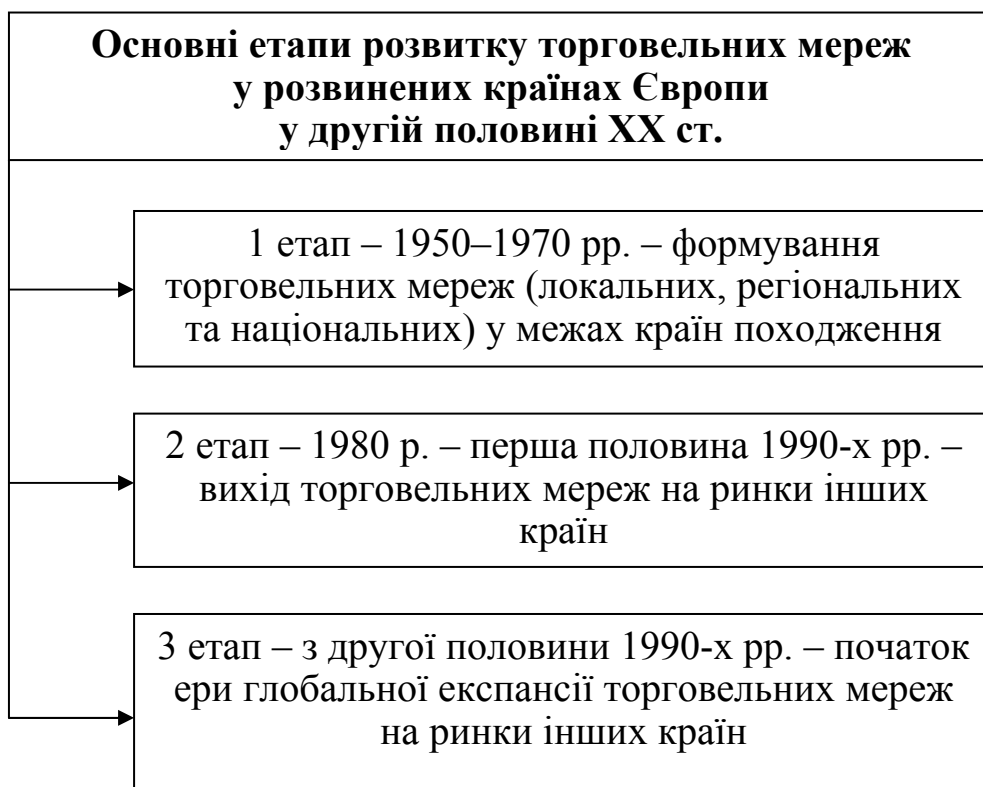 Основні етапи розвитку торговельних мереж
у розвинених країнах Європи
у другій половині XX ст.
1 етап – 1950–1970 рр. – формування
торговельних мереж (локальних, регіональних
та національних) у межах країн походження
2 етап – 1980 р. – перша половина 1990-х рр. –
вихід торговельних мереж на ринки інших
країн
3 етап – з другої половини 1990-х рр. – початок
ери глобальної експансії торговельних мереж
на ринки інших країн